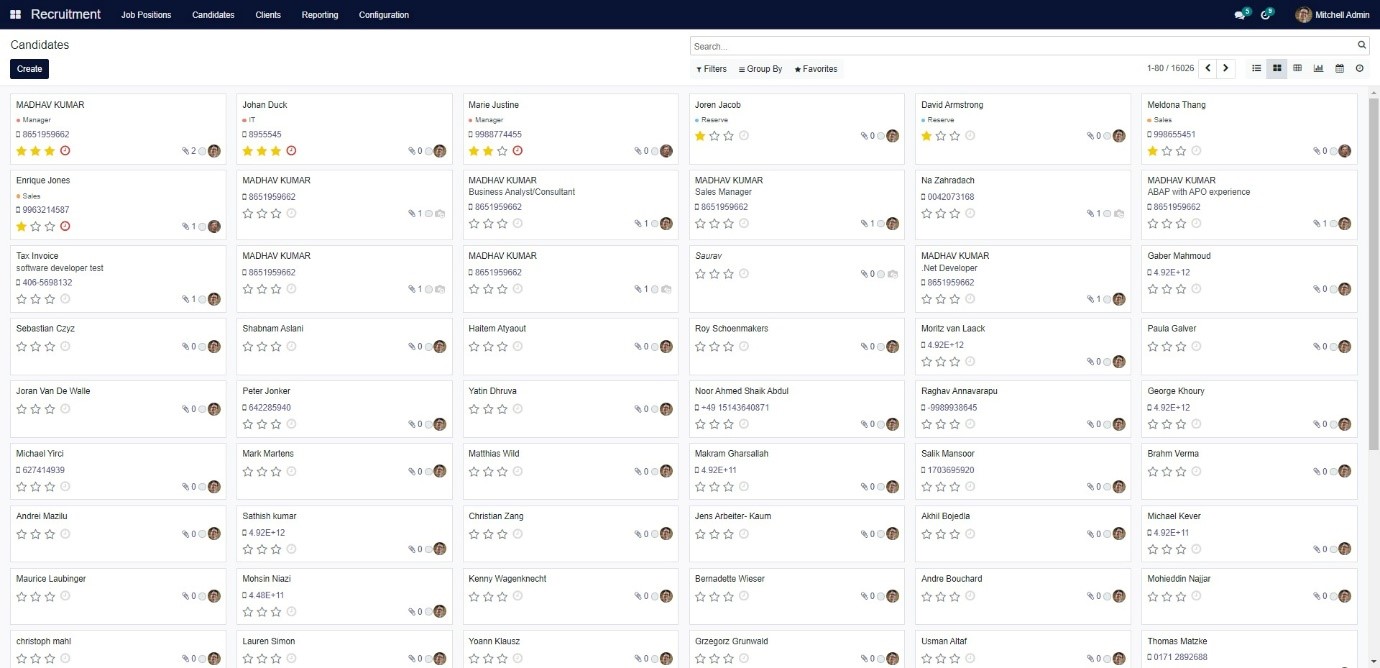 Recruitment Job Positions Candidates Clients Reporting Configuration 5 9 Mitchell Admin
Candidates
Search...
Create
Filters Group By Favorites 1-80 / 16026
MADHAV KUMAR
Manager
8651959662
2
Johan Duck
IT
8955545
0
Marie Justine
Manager
9988774455
0
Joren Jacob
Reserve
0
David Armstrong
Reserve
0
Meldona Thang
Sales
998655451
0
Enrique Jones
Sales
9963214587
1
MADHAV KUMAR
8651959662
1
MADHAV KUMAR
Business Analyst/Consultant
8651959662
1
MADHAV KUMAR
Sales Manager
8651959662
1
Na Zahradach
0042073168
1
MADHAV KUMAR
ABAP with APO experience
8651959662
1
Tax Invoice
software developer test
406-5698132
1
MADHAV KUMAR
8651959662
1
MADHAV KUMAR
8651959662
1
Saurav
0
MADHAV KUMAR
.Net Developer
8651959662
1
Gaber Mahmoud
4.92E+12
0
Sebastian Czyz
0
Shabnam Aslani
0
Haitem Atyaout
0
Roy Schoenmakers
0
Moritz van Laack
4.92E+12
0
Paula Galver
0
Joran Van De Walle
0
Peter Jonker
642285940
0
Yatin Dhruva
0
Noor Ahmed Shaik Abdul
+49 15143640871
0
Raghav Annavarapu
-9989938645
0
George Khoury
4.92E+12
0
Michael Yirci
627414939
0
Mark Martens
0
Matthias Wild
0
Makram Gharsallah
4.92E+11
0
Salik Mansoor
1703695920
0
Brahm Verma
0
Andrei Mazilu
0
Sathish kumar
4.92E+12
0
Christian Zang
0
Jens Arbeiter- Kaum
0
Akhil Bojedla
0
Michael Kever
4.92E+11
0
Maurice Laubinger
0
Mohsin Niazi
4.48E+11
0
Kenny Wagenknecht
0
Bernadette Wieser
0
Andre Bouchard
0
Mohieddin Najjar
0
christoph mahl
0
Lauren Simon
0
Yoann Klausz
0
Grzegorz Grunwald
0
Usman Altaf
0
Thomas Matzke
0171 2892688